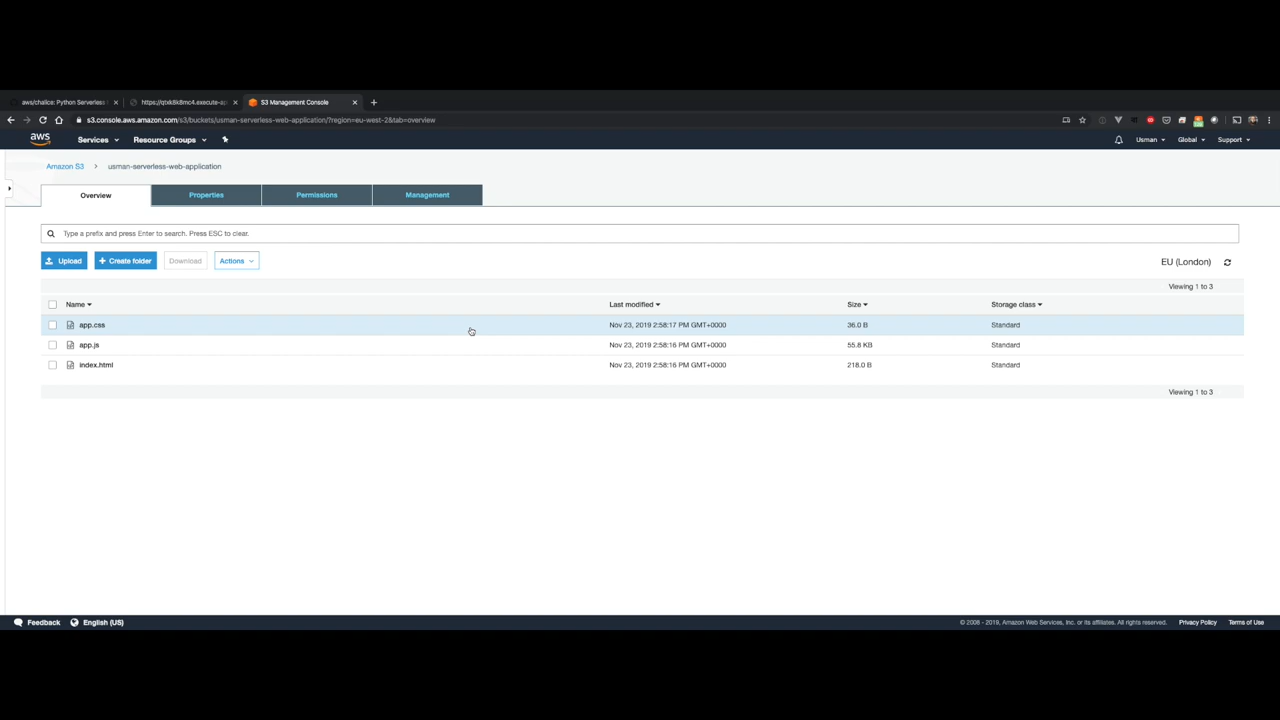 aws/chalice: Python Serverless
https://qtxk8k8mc4.execute-ap
S3 Management Console
s3.console.aws.amazon.com/s3/buckets/usman-serverless-web-application/?region=eu-west-2&tab=overview
aws
Services
Resource Groups
Usman
Global
Support
Amazon S3 > usman-serverless-web-application
Overview
Properties
Permissions
Management
Type a prefix and press Enter to search. Press ESC to clear.
Upload
+ Create folder
Download
Actions
EU (London)
Viewing 1 to 3
Name Last modified Size Storage class
app.css Nov 23, 2019 2:58:17 PM GMT+0000 36.0 B Standard
app.js Nov 23, 2019 2:58:16 PM GMT+0000 55.8 KB Standard
index.html Nov 23, 2019 2:58:16 PM GMT+0000 218.0 B Standard
Viewing 1 to 3
Feedback
English (US)
© 2008 - 2019, Amazon Web Services, Inc. or its affiliates. All rights reserved.
Privacy Policy
Terms of Use